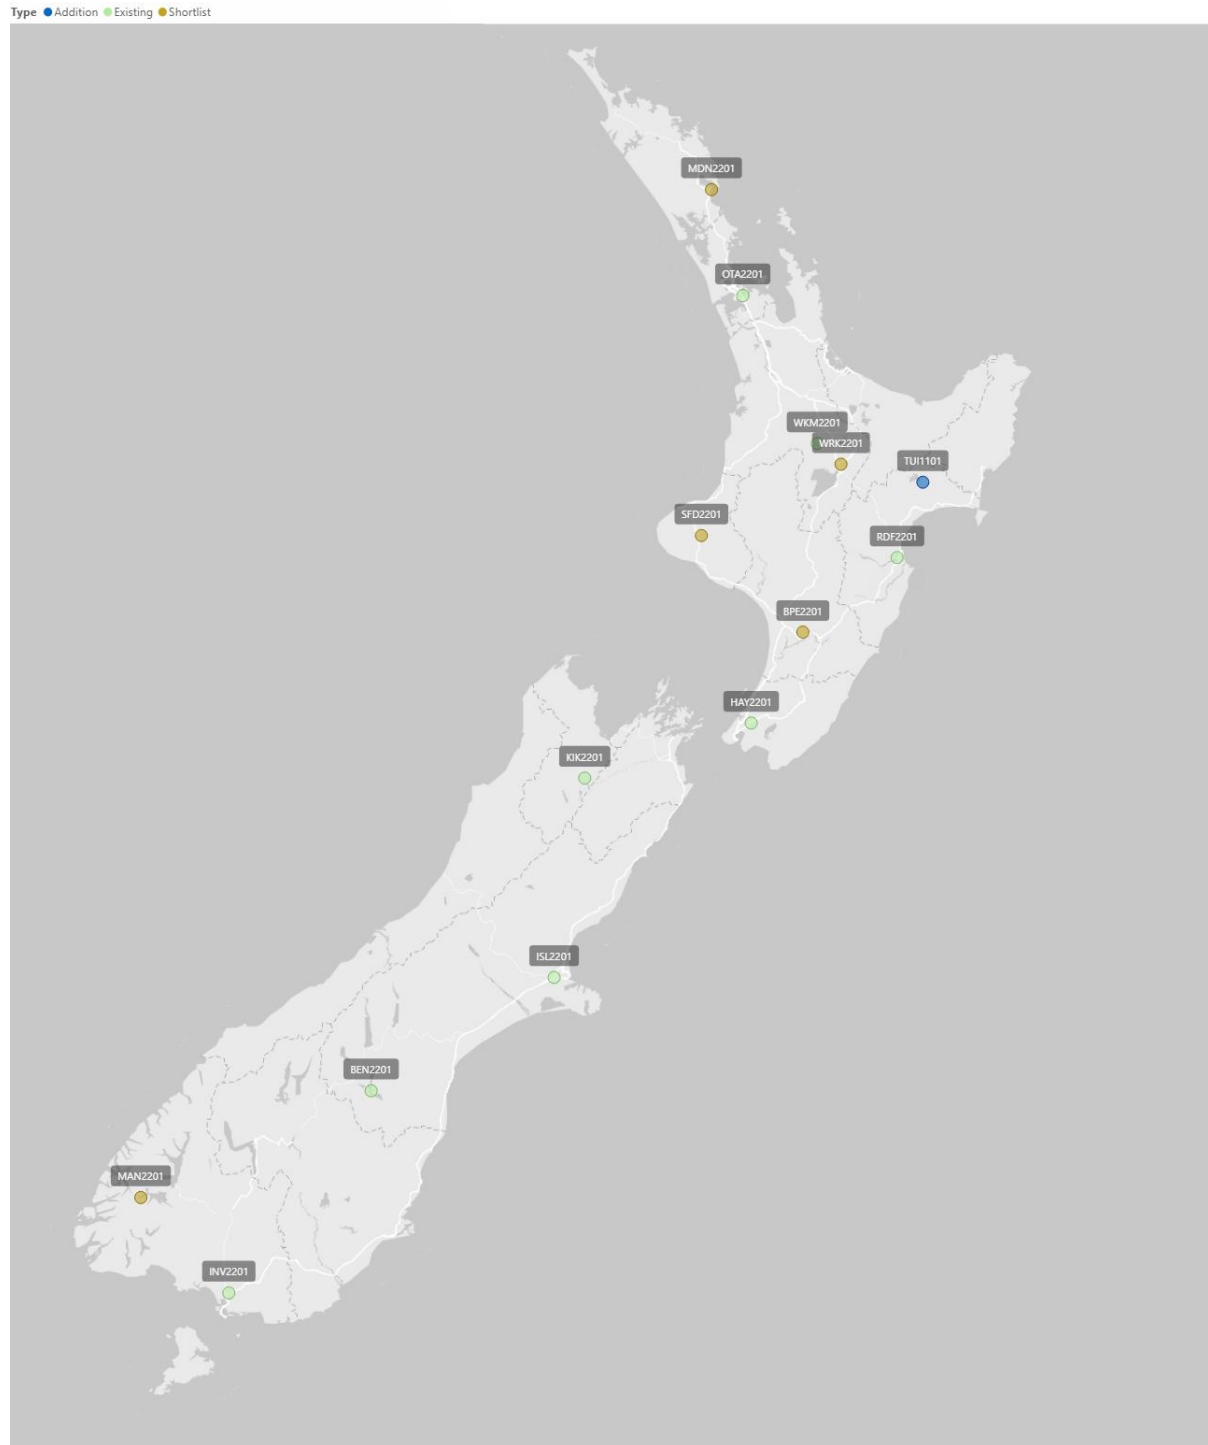 Type Addition Existing Shortlist
MDN2201
OTA2201
WKM2201
WRK2201
TUI1101
SFD2201
RDF2201
BPE2201
HAY2201
KIK2201
ISL2201
BEN2201
MAN2201
INV2201